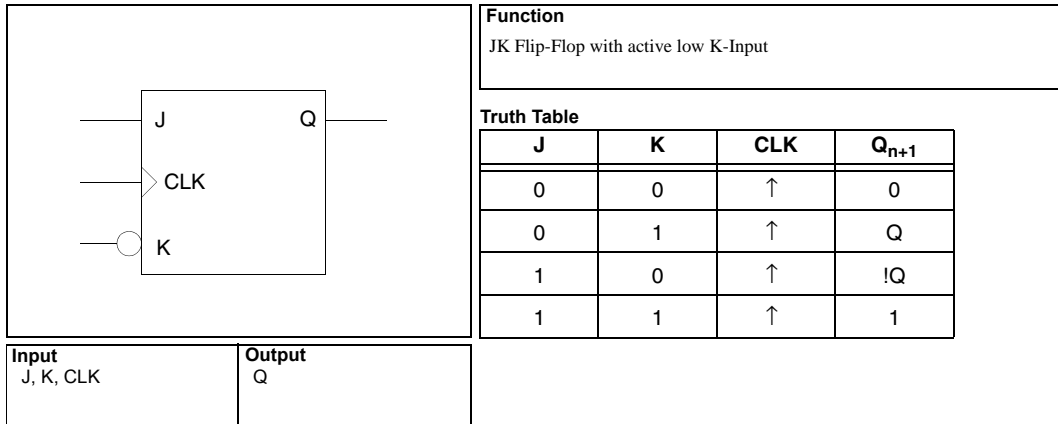 J Q
CLK
K
Input
J, K, CLK
Output
Q
Function
JK Flip-Flop with active low K-Input
Truth Table
J K CLK Qn+1
0 0 ↑ 0
0 1 ↑ Q
1 0 ↑ !Q
1 1 ↑ 1